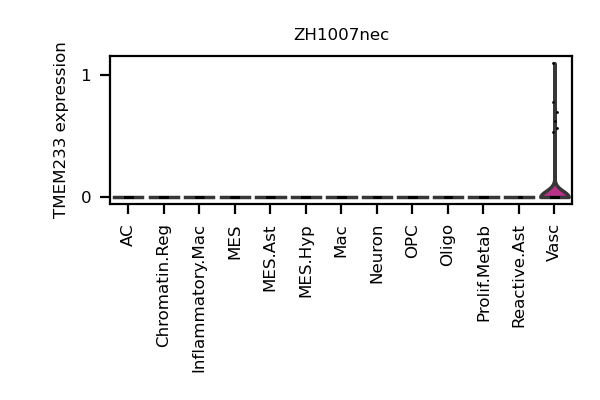 ZH1007nec
TMEM233 expression
1
0
AC
Chromatin.Reg
Inflammatory.Mac
MES
MES.Ast
MES.Hyp
Mac
Neuron
OPC
Oligo
Prolif.Metab
Reactive.Ast
Vasc